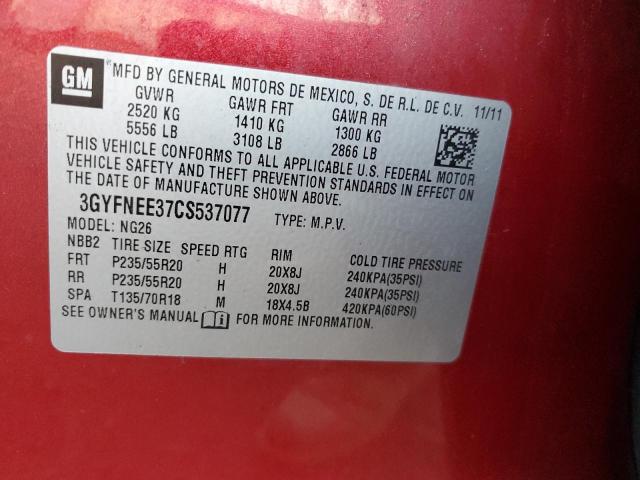 GM
MFD BY GENERAL MOTORS DE MEXICO, S. DE R.L. DE C.V. 11/11
GVWR GAWR FRT GAWR RR
2520 KG 1410 KG 1300 KG
5556 LB 3108 LB 2866 LB
THIS VEHICLE CONFORMS TO ALL APPLICABLE U.S. FEDERAL MOTOR
VEHICLE SAFETY AND THEFT PREVENTION STANDARDS IN EFFECT ON
THE DATE OF MANUFACTURE SHOWN ABOVE.
3GYFNEE37CS537077 TYPE: M.P.V.
MODEL: NG26
NBB2 TIRE SIZE SPEED RTG RIM COLD TIRE PRESSURE
FRT P235/55R20 H 20X8J 240KPA(35PSI)
RR P235/55R20 H 20X8J 240KPA(35PSI)
SPA T135/70R18 M 18X4.5B 420KPA(60PSI)
SEE OWNER'S MANUAL FOR MORE INFORMATION.